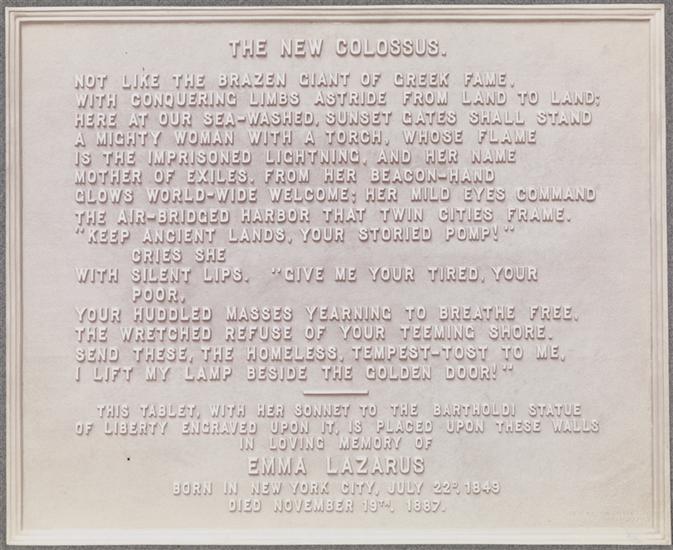 THE NEW COLOSSUS.
NOT LIKE THE BRAZEN GIANT OF GREEK FAME,
WITH CONQUERING LIMBS ASTRIDE FROM LAND TO LAND;
HERE AT OUR SEA-WASHED, SUNSET GATES SHALL STAND
A MIGHTY WOMAN WITH A TORCH, WHOSE FLAME
IS THE IMPRISONED LIGHTNING, AND HER NAME
MOTHER OF EXILES. FROM HER BEACON-HAND
GLOWS WORLD-WIDE WELCOME; HER MILD EYES COMMAND
THE AIR-BRIDGED HARBOR THAT TWIN CITIES FRAME.
"KEEP ANCIENT LANDS, YOUR STORIED POMP!"
CRIES SHE
WITH SILENT LIPS. "GIVE ME YOUR TIRED, YOUR
POOR,
YOUR HUDDLED MASSES YEARNING TO BREATHE FREE,
THE WRETCHED REFUSE OF YOUR TEEMING SHORE.
SEND THESE, THE HOMELESS, TEMPEST-TOST TO ME,
I LIFT MY LAMP BESIDE THE GOLDEN DOOR!"
THIS TABLET, WITH HER SONNET TO THE BARTHOLDI STATUE
OF LIBERTY ENGRAVED UPON IT, IS PLACED UPON THESE WALLS
IN LOVING MEMORY OF
EMMA LAZARUS
BORN IN NEW YORK CITY, JULY 22D, 1849
DIED NOVEMBER 19TH, 1887.